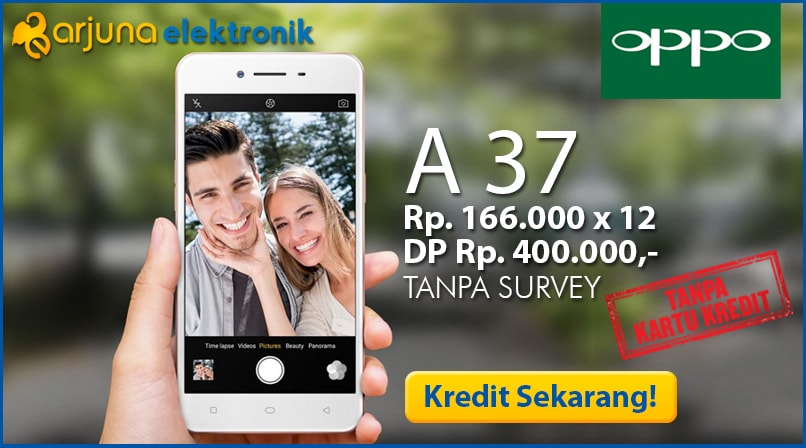 arjuna elektronik
oppo
A 37
Rp. 166.000 x 12
DP Rp. 400.000,-
TANPA SURVEY
TANPA
KARTU KREDIT
Time lapse Videos Pictures Beauty Panorama
Kredit Sekarang!